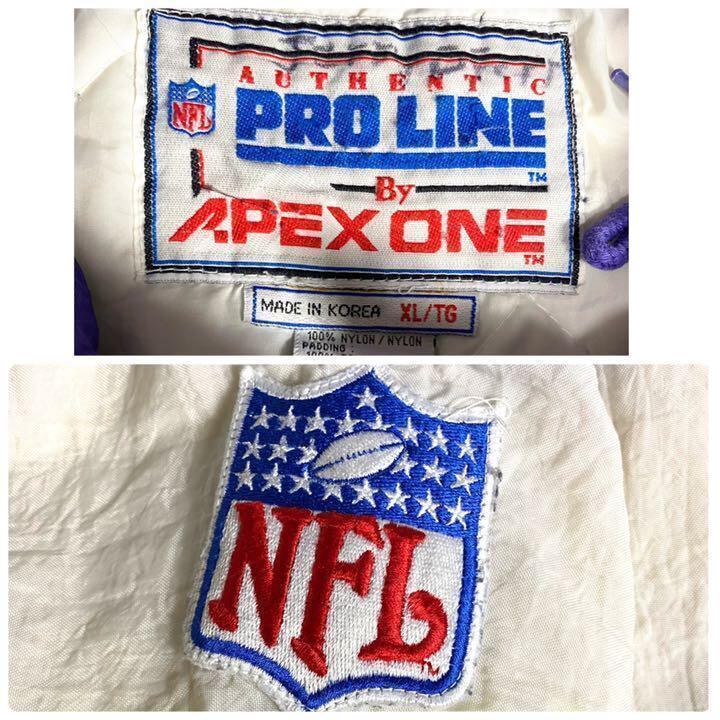 AUTHENTIC
NFL
PRO LINE
TM
By
APEX ONE
TM
MADE IN KOREA XL/TG
100% NYLON / NYLON
PADDING :
NFL
TM